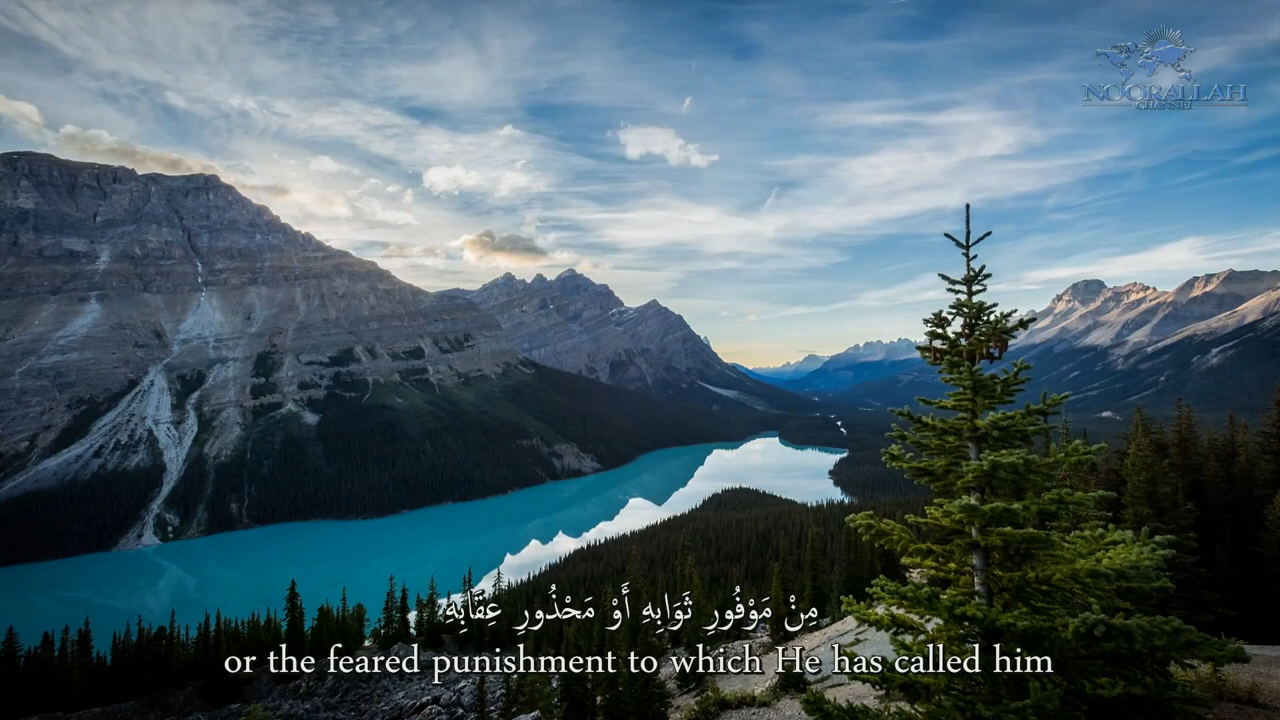 NOORALLAH
CHANNEL
مِنْ مَوْفُورِ ثَوَابِهِ أَوْ مَحْذُورِ عِقَابِهِ
or the feared punishment to which He has called him